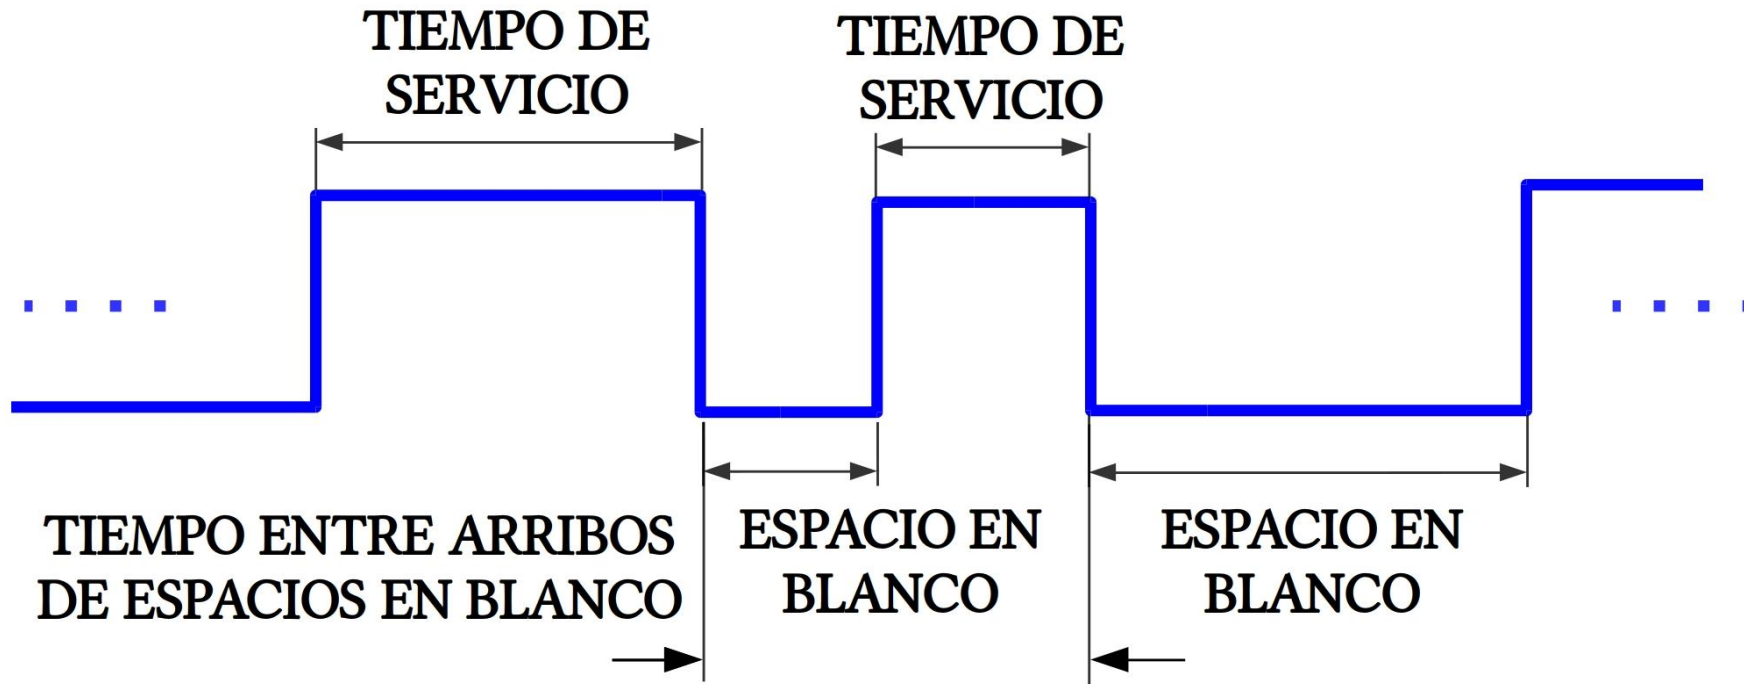 TIEMPO DE
SERVICIO
TIEMPO DE
SERVICIO
TIEMPO ENTRE ARRIBOS
DE ESPACIOS EN BLANCO
ESPACIO EN
BLANCO
ESPACIO EN
BLANCO